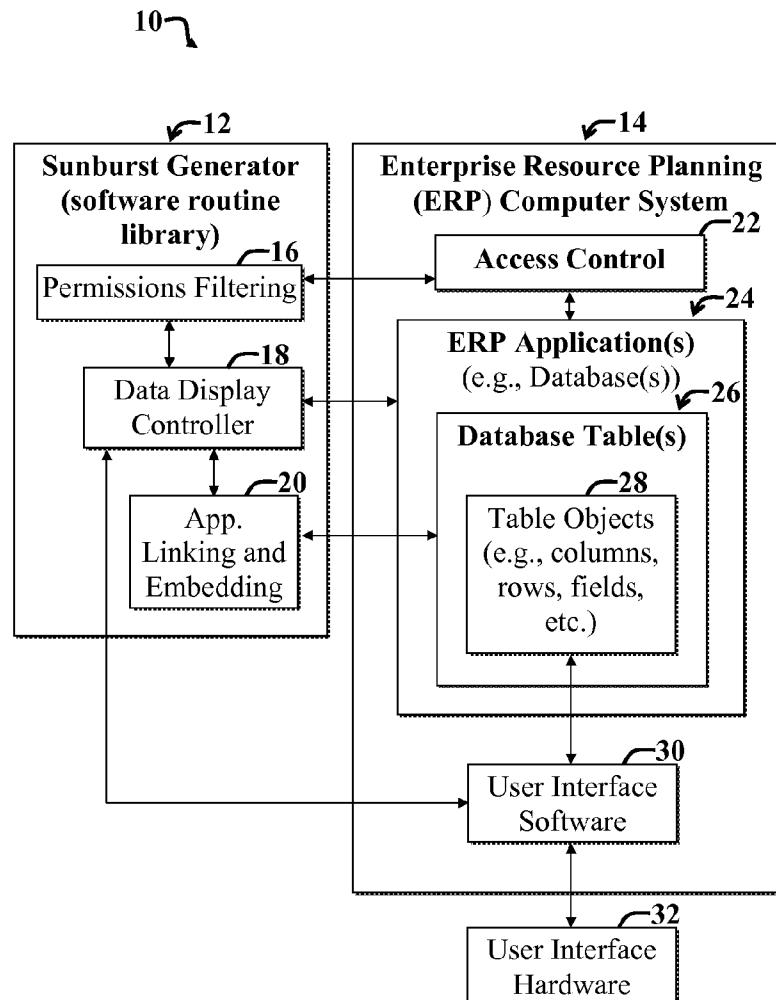 10
12
Sunburst Generator
(software routine
library)
16
Permissions Filtering
18
Data Display
Controller
20
App.
Linking and
Embedding
14
Enterprise Resource Planning
(ERP) Computer System
22
Access Control
24
ERP Application(s)
(e.g., Database(s))
26
Database Table(s)
28
Table Objects
(e.g., columns,
rows, fields,
etc.)
30
User Interface
Software
32
User Interface
Hardware